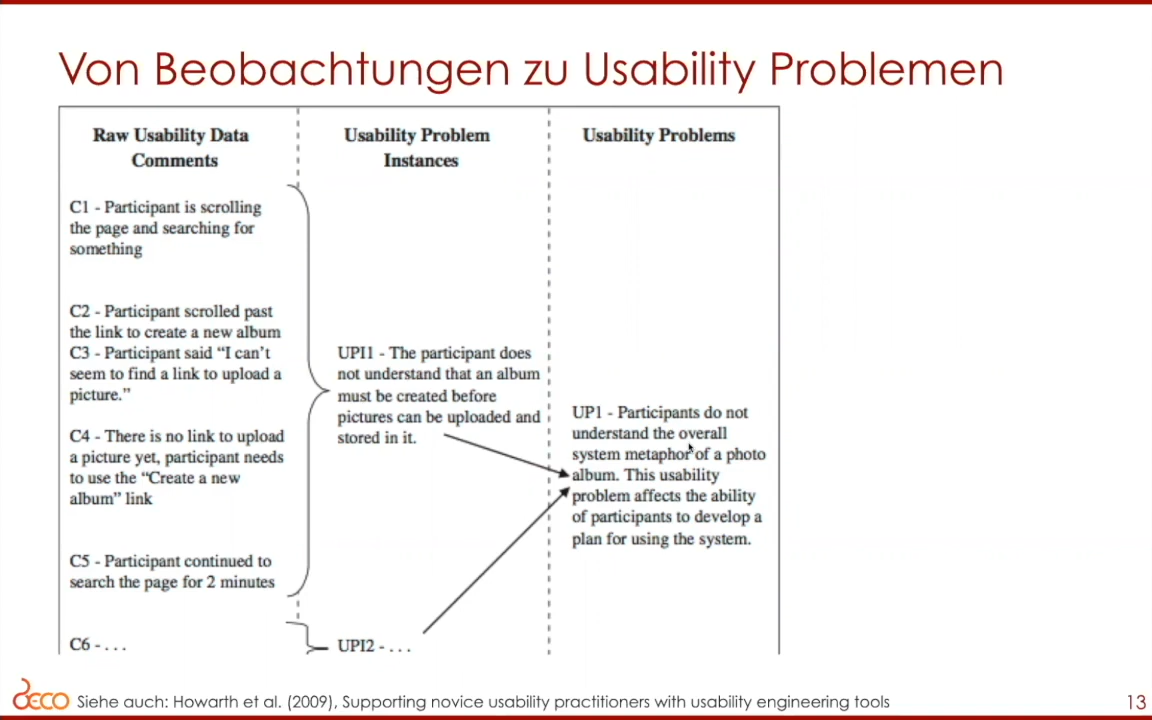 Von Beobachtungen zu Usability Problemen
Raw Usability Data
Comments
C1 - Participant is scrolling
the page and searching for
something
C2 - Participant scrolled past
the link to create a new album
C3 - Participant said “I can’t
seem to find a link to upload a
picture.”
C4 - There is no link to upload
a picture yet, participant needs
to use the “Create a new
album” link
C5 - Participant continued to
search the page for 2 minutes
C6 - . . .
Usability Problem
Instances
UPI1 - The participant does
not understand that an album
must be created before
pictures can be uploaded and
stored in it.
UPI2 - . . .
Usability Problems
UP1 - Participants do not
understand the overall
system metaphor of a photo
album. This usability
problem affects the ability
of participants to develop a
plan for using the system.
DECO
Siehe auch: Howarth et al. (2009), Supporting novice usability practitioners with usability engineering tools
13